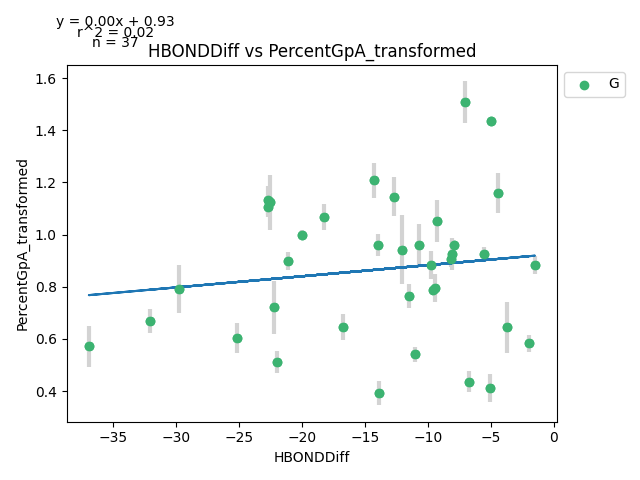 y = 0.00x + 0.93
r^2 = 0.02
n = 37
HBONDDiff vs PercentGpA_transformed
G
PercentGpA_transformed
1.6
1.4
1.2
1.0
0.8
0.6
0.4
−35 −30 −25 −20 −15 −10 −5 0
HBONDDiff